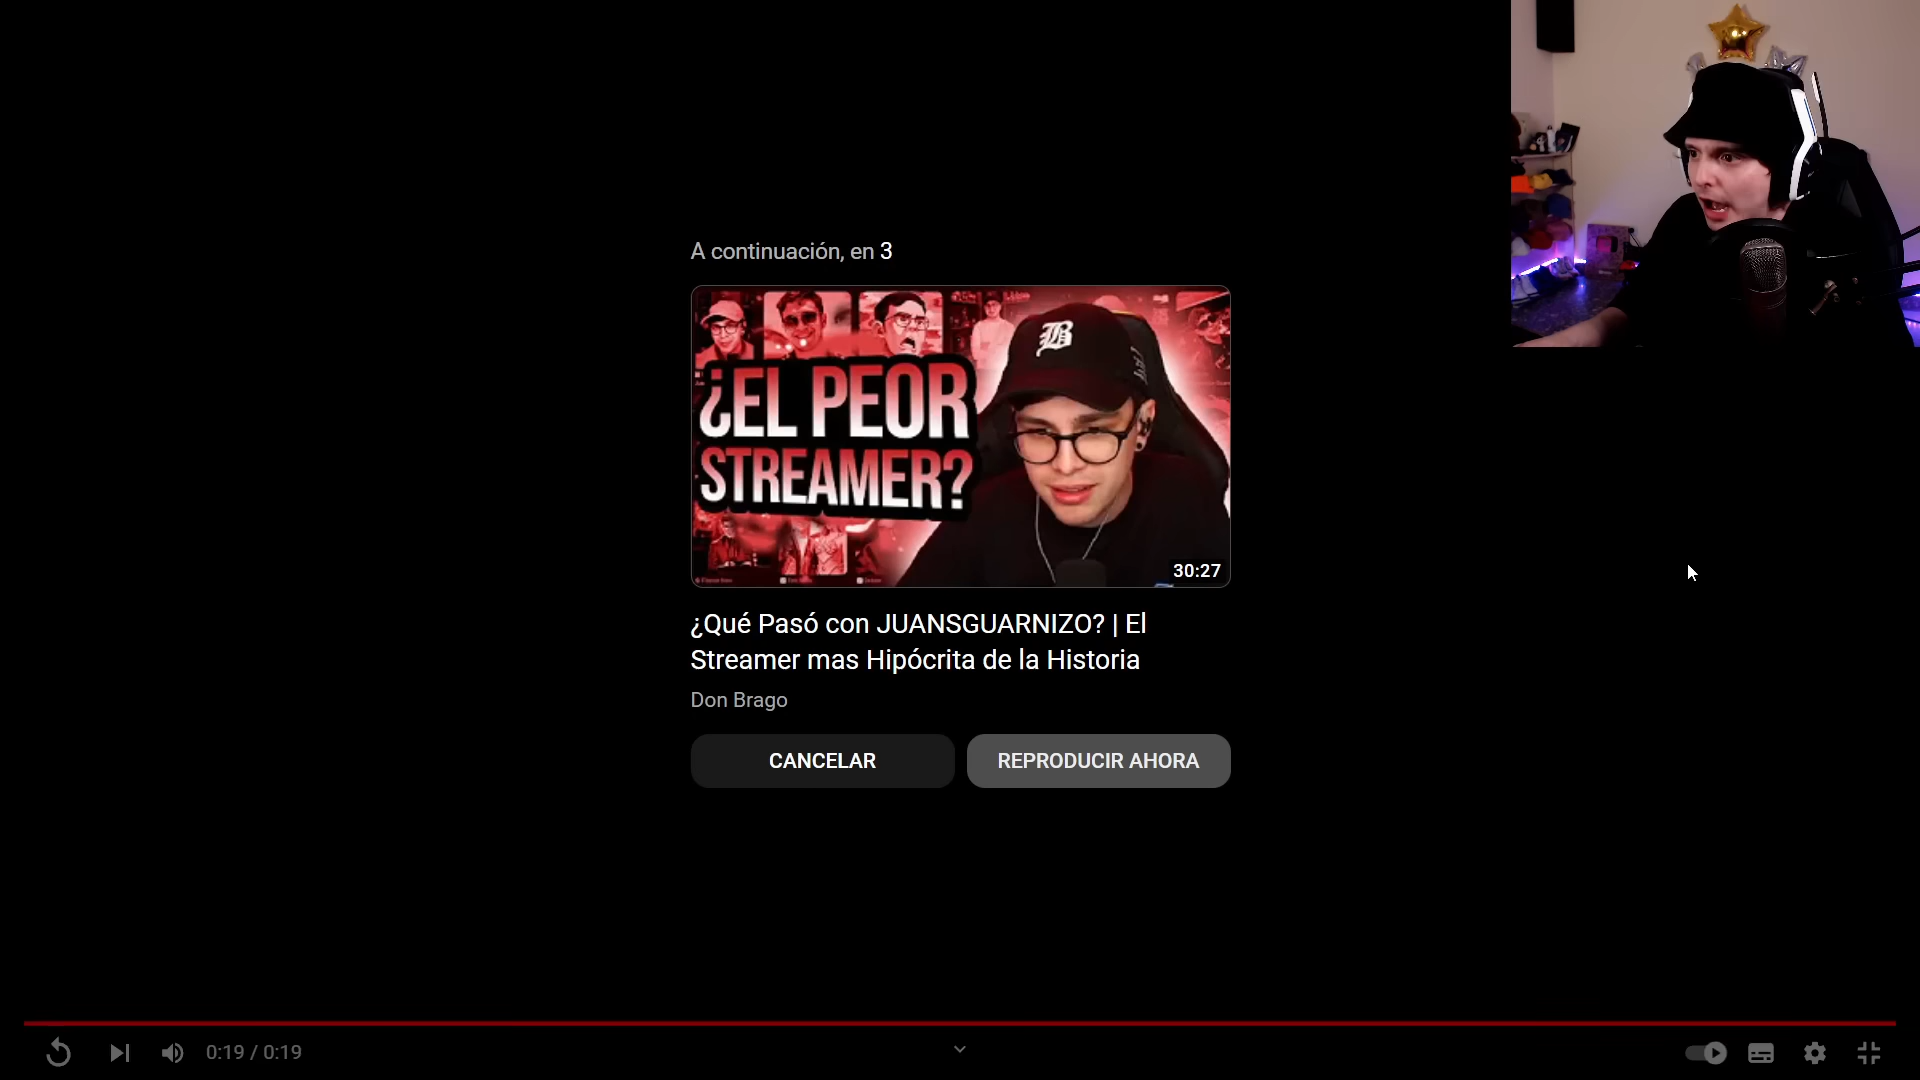 A continuación, en 3
B
¿EL PEOR
STREAMER?
30:27
¿Qué Pasó con JUANSGUARNIZO? | El
Streamer mas Hipócrita de la Historia
Don Brago
CANCELAR
REPRODUCIR AHORA
0:19 / 0:19